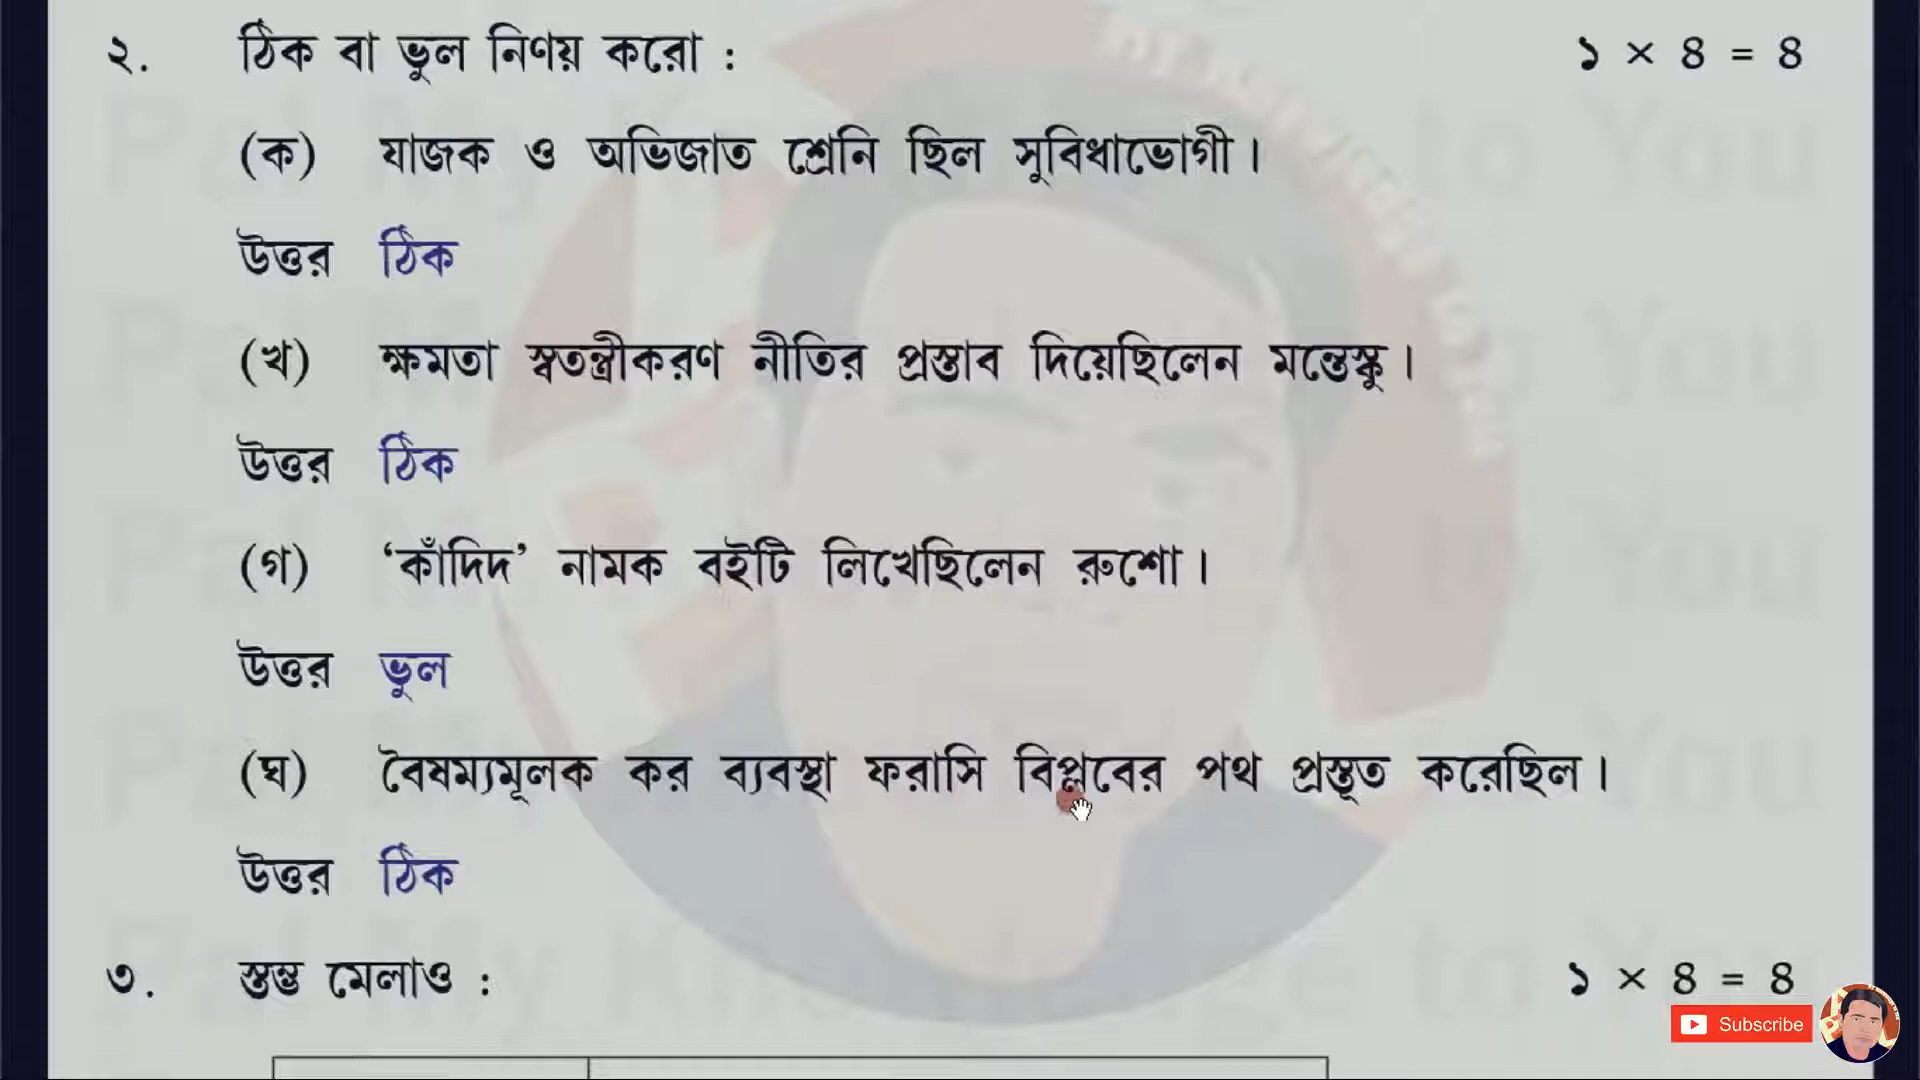 ২. ঠিক বা ভুল নির্ণয় করো : ১ × ৪ = ৪
(ক) যাজক ও অভিজাত শ্রেনি ছিল সুবিধাভোগী।
উত্তর ঠিক
(খ) ক্ষমতা স্বতন্ত্রীকরণ নীতির প্রস্তাব দিয়েছিলেন মন্তেস্কু।
উত্তর ঠিক
(গ) ‘কাঁদিদ’ নামক বইটি লিখেছিলেন রুশো।
উত্তর ভুল
(ঘ) বৈষম্যমূলক কর ব্যবস্থা ফরাসি বিপ্লবের পথ প্রস্তূত করেছিল।
উত্তর ঠিক
৩. স্তম্ভ মেলাও : ১ × ৪ = ৪
Subscribe